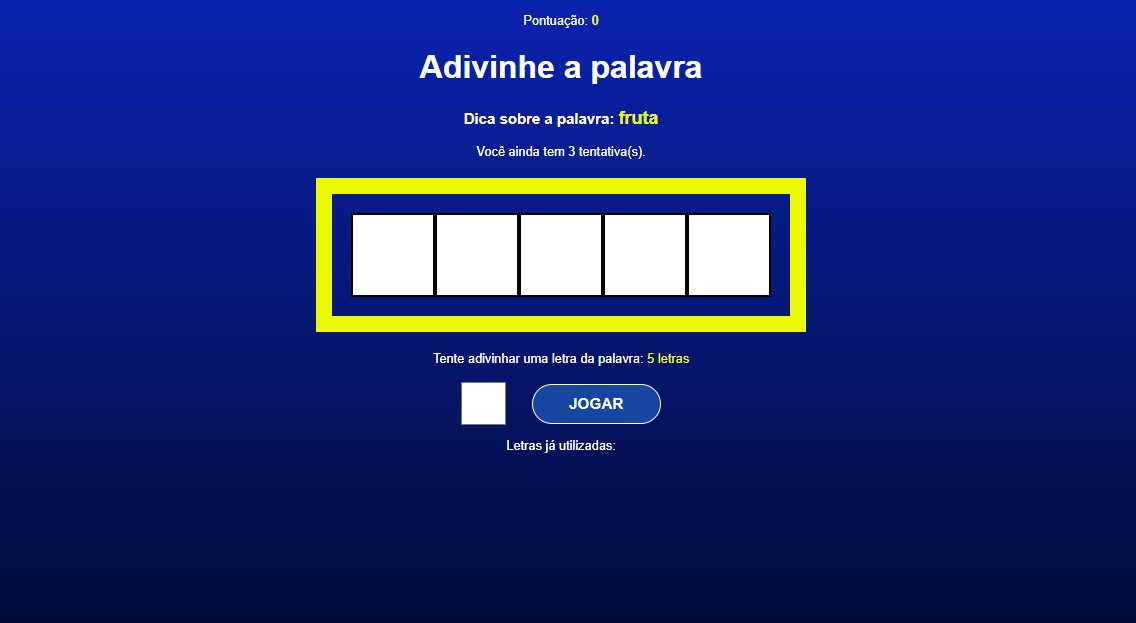 Pontuação: 0
Adivinhe a palavra
Dica sobre a palavra: fruta
Você ainda tem 3 tentativa(s).
Tente adivinhar uma letra da palavra: 5 letras
JOGAR
Letras já utilizadas: